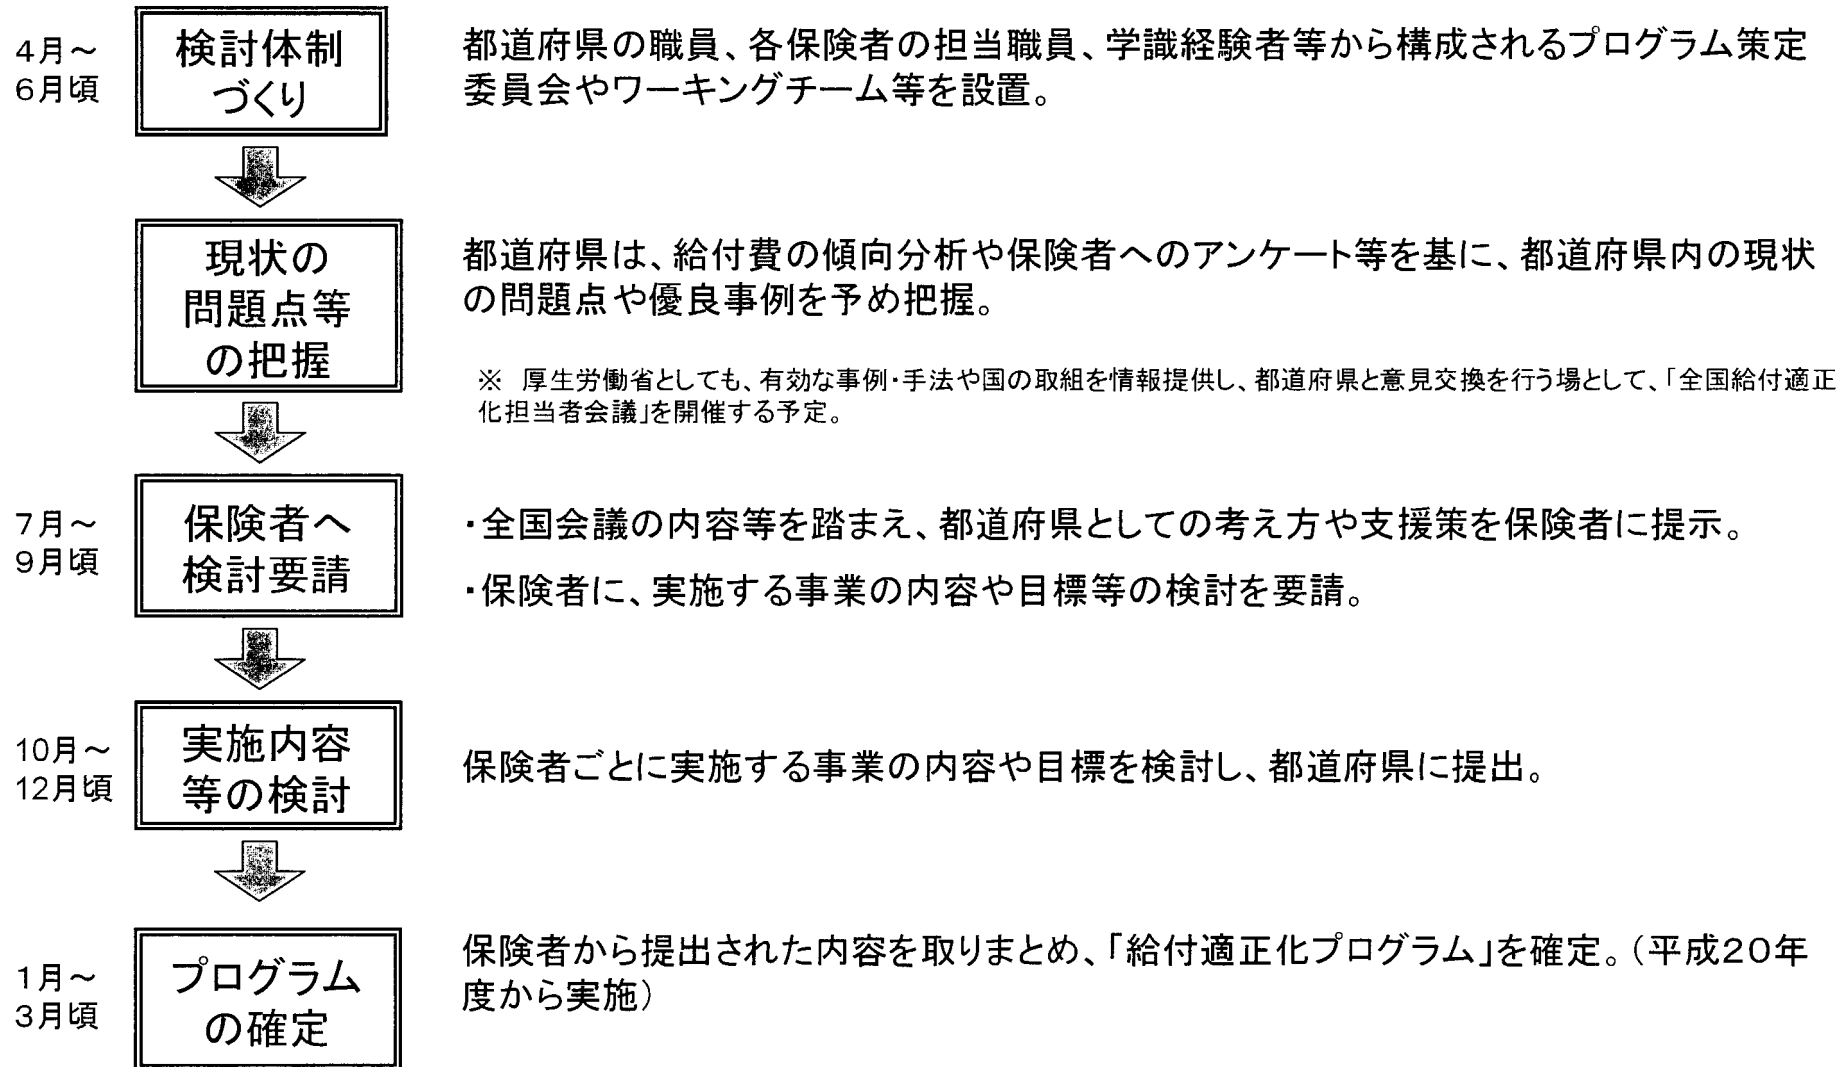 4月～
6月頃
検討体制
づくり
都道府県の職員、各保険者の担当職員、学識経験者等から構成されるプログラム策定
委員会やワーキングチーム等を設置。
現状の
問題点等
の把握
都道府県は、給付費の傾向分析や保険者へのアンケート等を基に、都道府県内の現状
の問題点や優良事例を予め把握。
※　厚生労働省としても、有効な事例・手法や国の取組を情報提供し、都道府県と意見交換を行う場として、「全国給付適正
化担当者会議」を開催する予定。
7月～
9月頃
保険者へ
検討要請
・全国会議の内容等を踏まえ、都道府県としての考え方や支援策を保険者に提示。
・保険者に、実施する事業の内容や目標等の検討を要請。
10月～
12月頃
実施内容
等の検討
保険者ごとに実施する事業の内容や目標を検討し、都道府県に提出。
1月～
3月頃
プログラム
の確定
保険者から提出された内容を取りまとめ、「給付適正化プログラム」を確定。（平成２０年
度から実施）